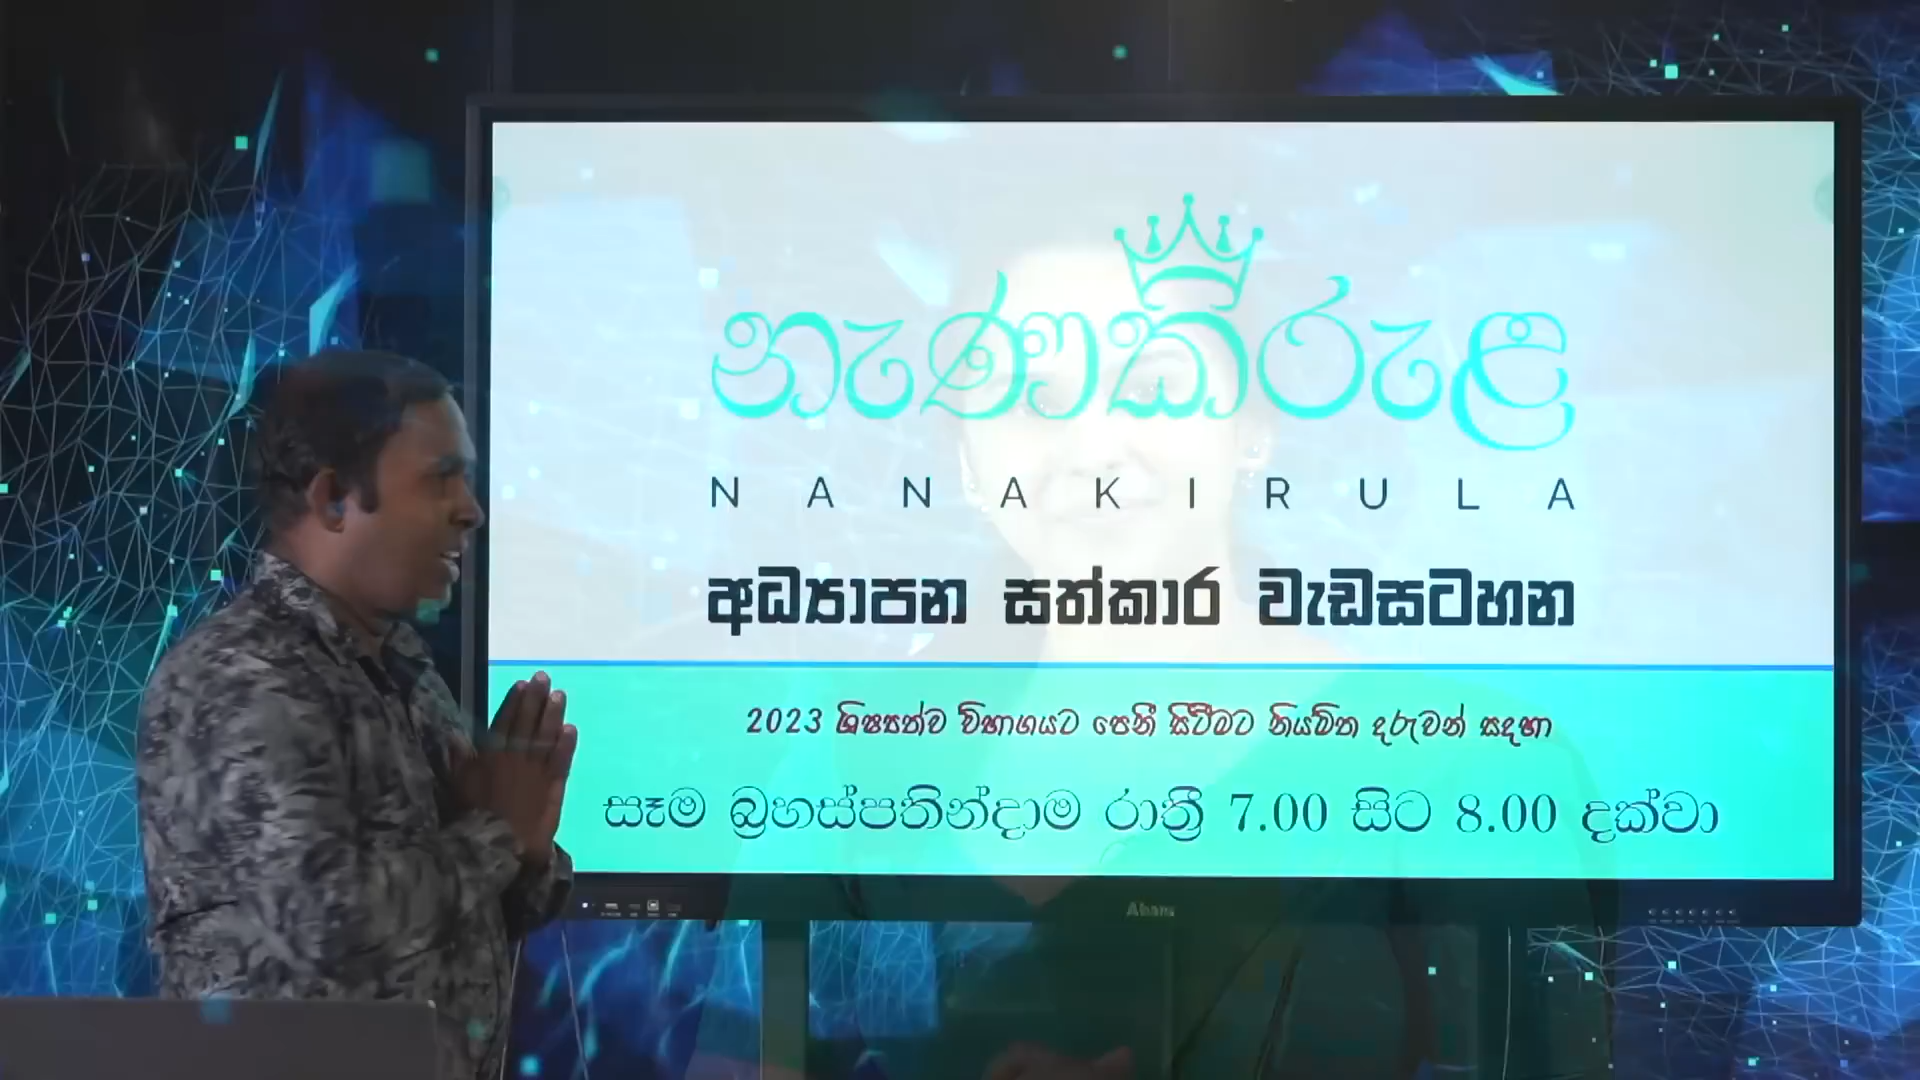 නැණකිරුළ
NANAKIRULA
අධ්‍යාපන සත්කාර වැඩසටහන
2023 ශිෂ්‍යත්ව විභාගයට පෙනී සිටීමට නියමිත දරුවන් සඳහා
සෑම බ්‍රහස්පතින්දාම රාත්‍රී 7.00 සිට 8.00 දක්වා
Abans